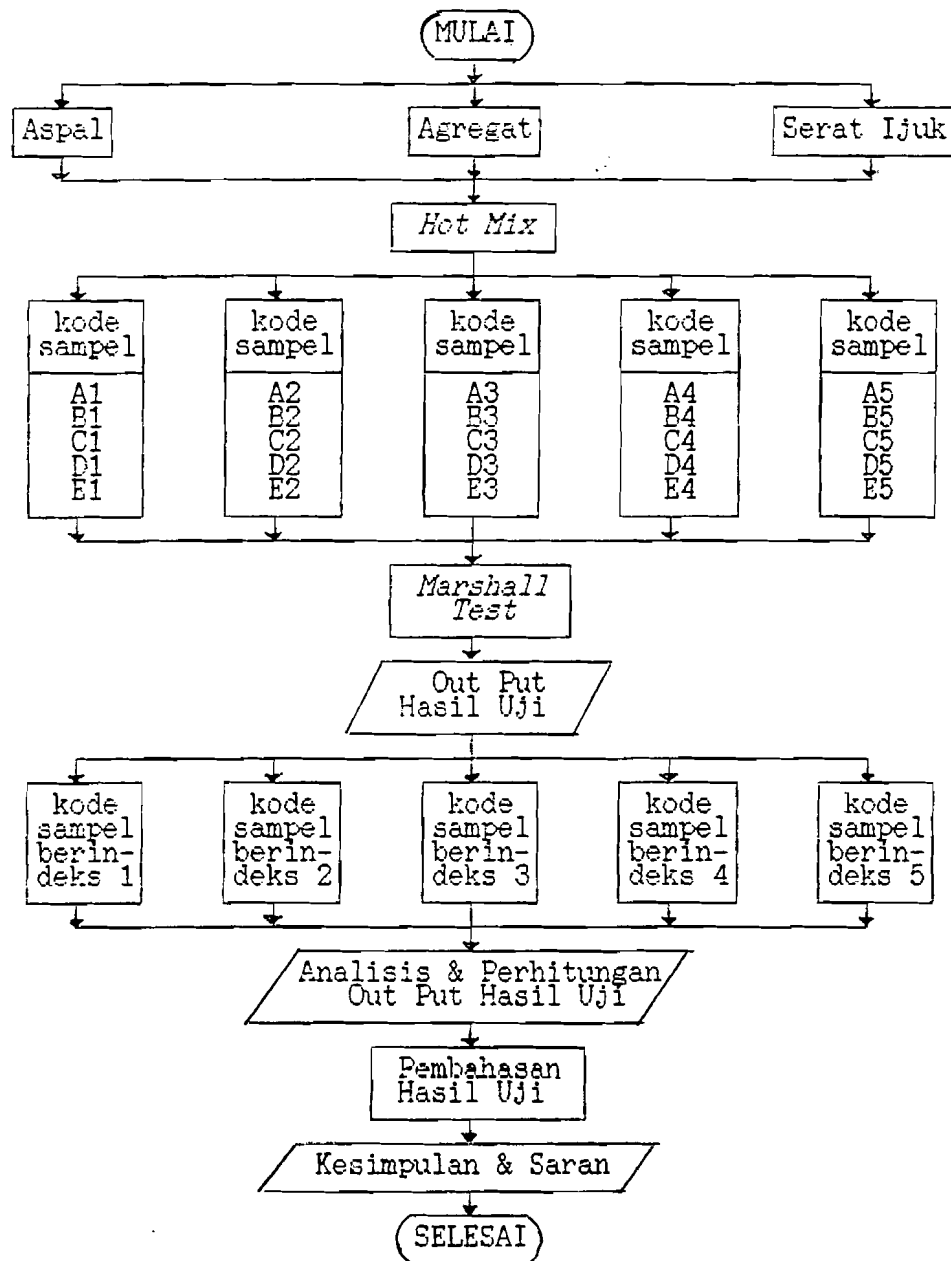 MULAI
Aspal
Agregat
Serat Ijuk
Hot Mix
kode
sampel
A1
B1
C1
D1
E1
kode
sampel
A2
B2
C2
D2
E2
kode
sampel
A3
B3
C3
D3
E3
kode
sampel
A4
B4
C4
D4
E4
kode
sampel
A5
B5
C5
D5
E5
Marshall
Test
Out Put
Hasil Uji
kode
sampel
berin-
deks 1
kode
sampel
berin-
deks 2
kode
sampel
berin-
deks 3
kode
sampel
berin-
deks 4
kode
sampel
berin-
deks 5
Analisis & Perhitungan
Out Put Hasil Uji
Pembahasan
Hasil Uji
Kesimpulan & Saran
SELESAI